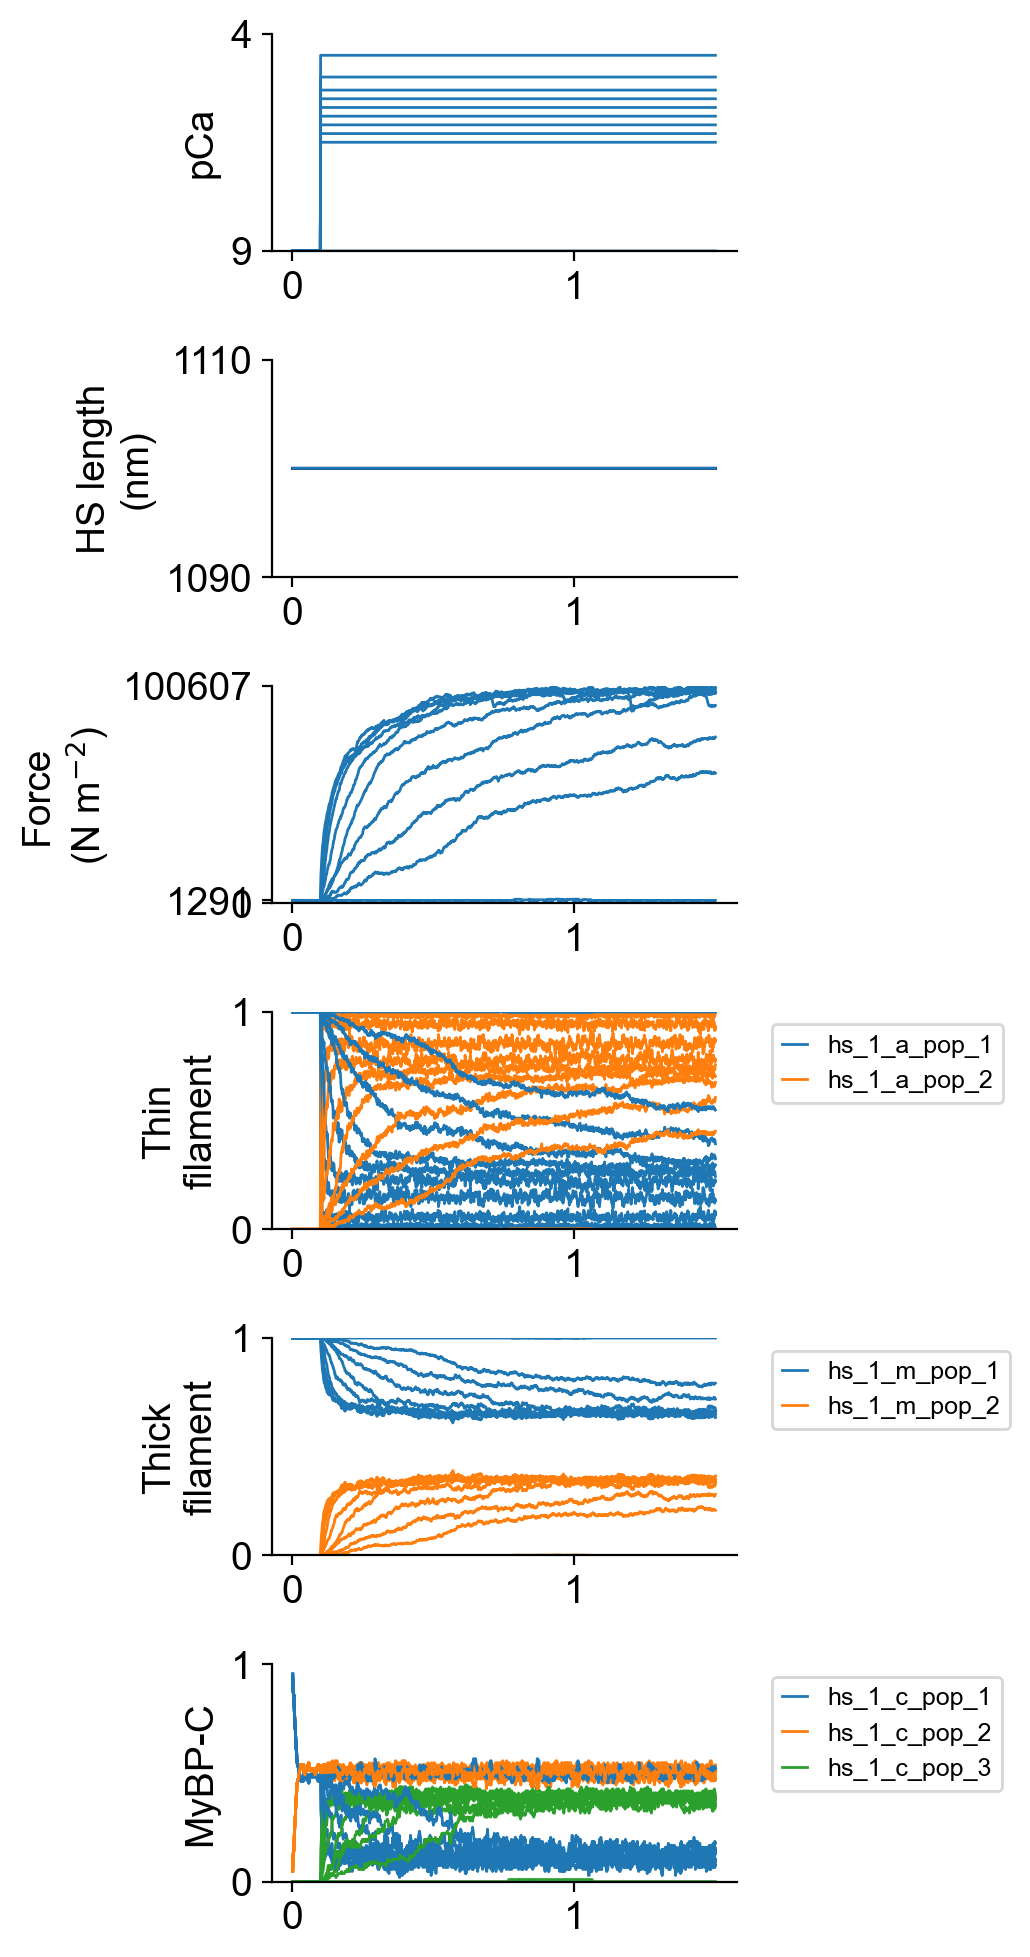 4
pCa
9
0 1
1110
HS length
(nm)
1090
0 1
100607
Force
(N m⁻²)
1291
0
0 1
1
Thin
filament
0
0 1
hs_1_a_pop_1
hs_1_a_pop_2
1
Thick
filament
0
0 1
hs_1_m_pop_1
hs_1_m_pop_2
1
MyBP-C
0
0 1
hs_1_c_pop_1
hs_1_c_pop_2
hs_1_c_pop_3